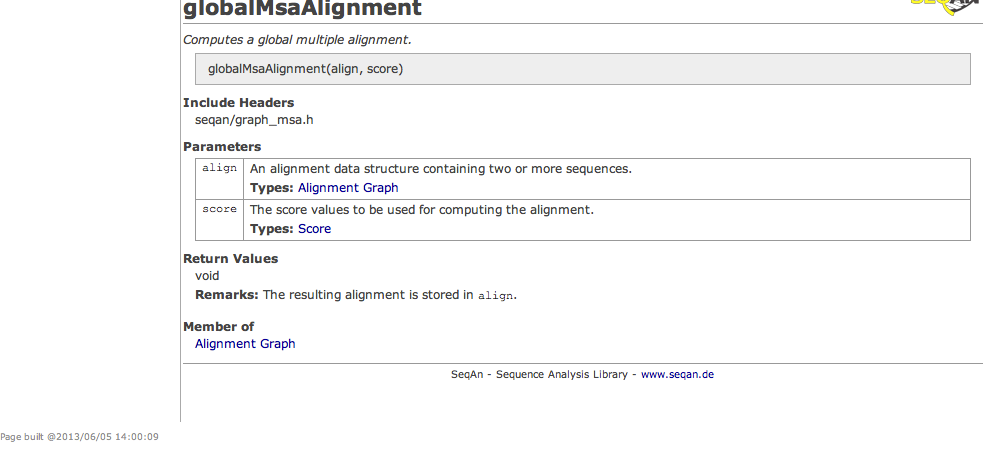 globalMsaAlignment
SEQAN
Computes a global multiple alignment.
globalMsaAlignment(align, score)
Include Headers
seqan/graph_msa.h
Parameters
align An alignment data structure containing two or more sequences.
Types: Alignment Graph
score The score values to be used for computing the alignment.
Types: Score
Return Values
void
Remarks: The resulting alignment is stored in align.
Member of
Alignment Graph
SeqAn - Sequence Analysis Library - www.seqan.de
Page built @2013/06/05 14:00:09